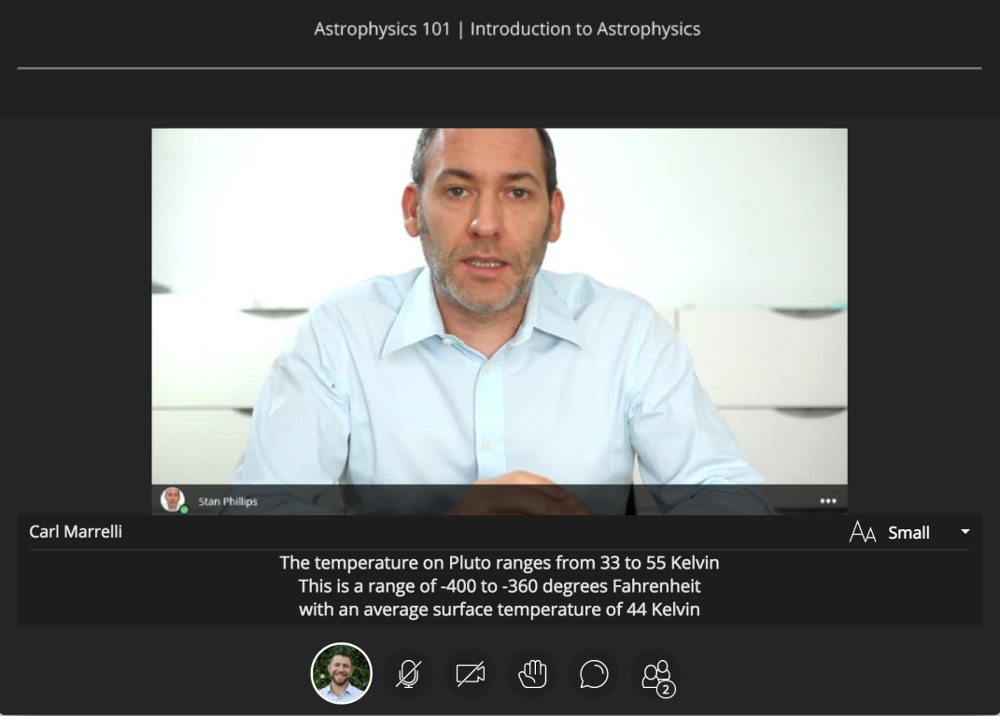 Astrophysics 101 | Introduction to Astrophysics
Stan Phillips
Carl Marrelli
AA Small
The temperature on Pluto ranges from 33 to 55 Kelvin
This is a range of -400 to -360 degrees Fahrenheit
with an average surface temperature of 44 Kelvin
2